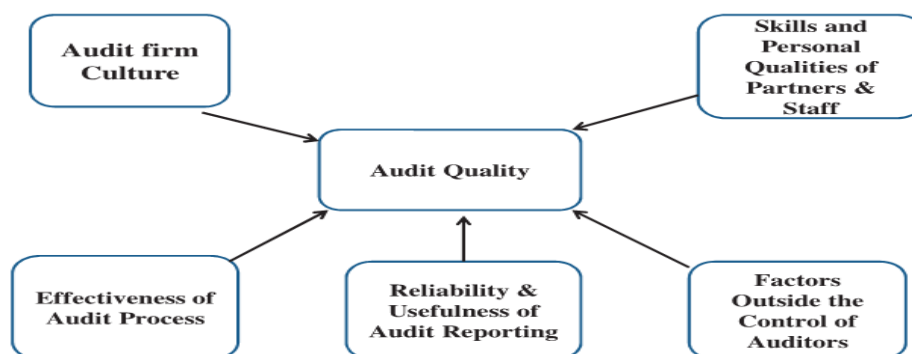 Audit firm
Culture
Skills and
Personal
Qualities of
Partners &
Staff
Audit Quality
Effectiveness of
Audit Process
Reliability &
Usefulness of
Audit Reporting
Factors
Outside the
Control of
Auditors